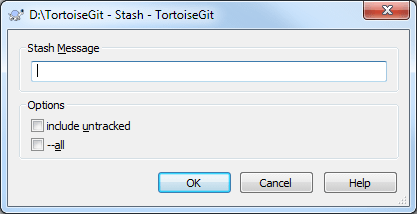 D:\TortoiseGit - Stash - TortoiseGit
Stash Message
Options
include untracked
--all
OK Cancel Help